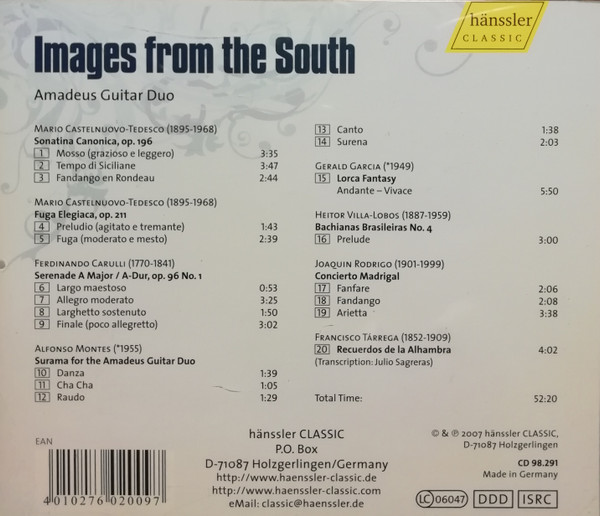 hänssler
CLASSIC
Images from the South
Amadeus Guitar Duo
Mario Castelnuovo-Tedesco (1895-1968)
Sonatina Canonica, op. 196
1 Mosso (grazioso e leggero) 3:35
2 Tempo di Siciliane 3:47
3 Fandango en Rondeau 2:44
Mario Castelnuovo-Tedesco (1895-1968)
Fuga Elegiaca, op. 211
4 Preludio (agitato e tremante) 1:43
5 Fuga (moderato e mesto) 2:39
Ferdinando Carulli (1770-1841)
Serenade A Major / A-Dur, op. 96 No. 1
6 Largo maestoso 0:53
7 Allegro moderato 3:25
8 Larghetto sostenuto 1:50
9 Finale (poco allegretto) 3:02
Alfonso Montes (*1955)
Surama for the Amadeus Guitar Duo
10 Danza 1:39
11 Cha Cha 1:05
12 Raudo 1:29
13 Canto 1:38
14 Surena 2:03
Gerald Garcia (*1949)
15 Lorca Fantasy
Andante – Vivace 5:50
Heitor Villa-Lobos (1887-1959)
Bachianas Brasileiras No. 4
16 Prelude 3:00
Joaquin Rodrigo (1901-1999)
Concierto Madrigal
17 Fanfare 2:06
18 Fandango 2:08
19 Arietta 3:38
Francisco Tárrega (1852-1909)
20 Recuerdos de la Alhambra 4:02
(Transcription: Julio Sagreras)
Total Time: 52:20
EAN
4 010276 020097
hänssler CLASSIC
P.O. Box
D-71087 Holzgerlingen/Germany
http://www.haenssler-classic.de
http://www.haenssler-classic.com
eMail: classic@haenssler.de
© & ℗ 2007 hänssler CLASSIC,
D-71087 Holzgerlingen
CD 98.291
Made in Germany
LC 06047 DDD ISRC